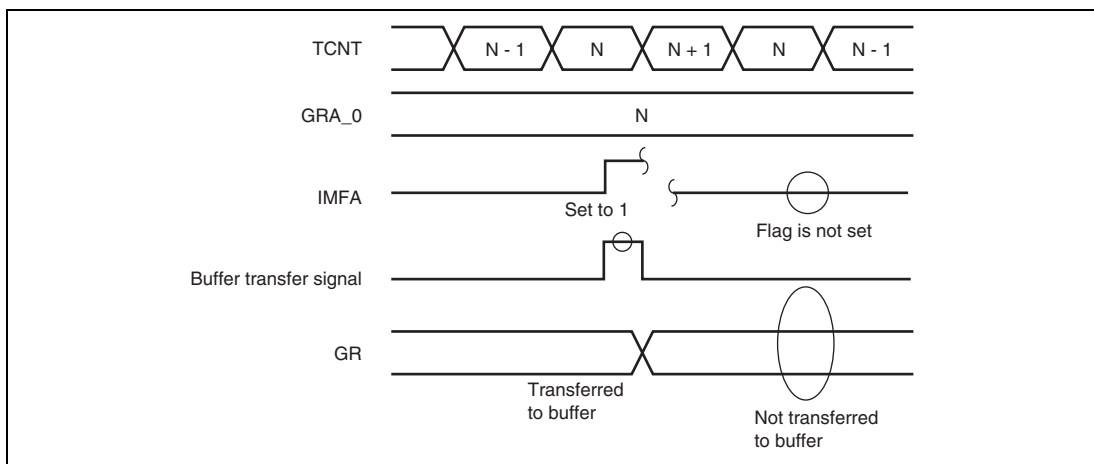 TCNT
N - 1
N
N + 1
N
N - 1
GRA_0
N
IMFA
Set to 1
Flag is not set
Buffer transfer signal
GR
Transferred
to buffer
Not transferred
to buffer